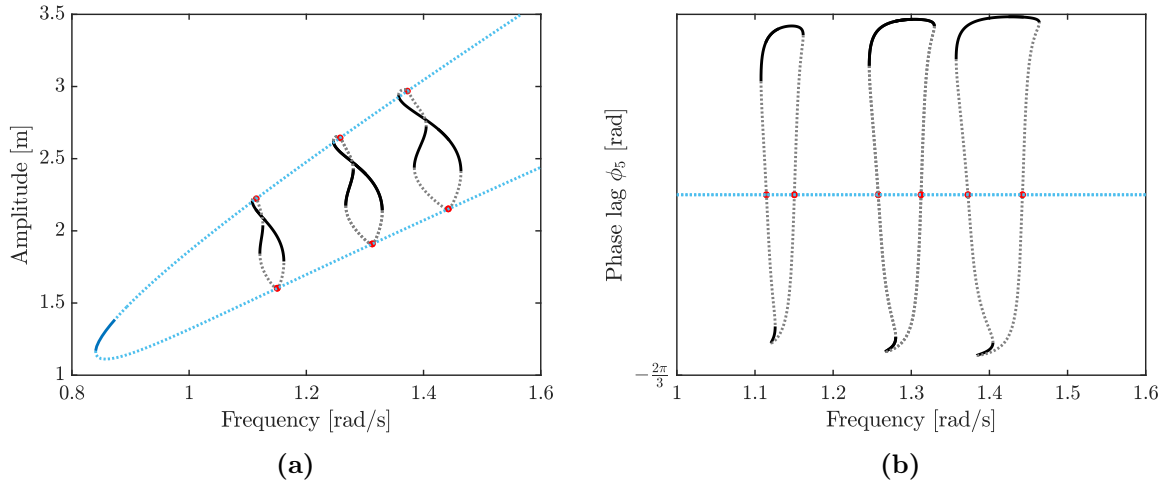 3.5
3
2.5
2
1.5
1
Amplitude [m]
0.8
1
1.2
1.4
1.6
Frequency [rad/s]
(a)
Phase lag ϕ₅ [rad]
−2π/3
1
1.1
1.2
1.3
1.4
1.5
1.6
Frequency [rad/s]
(b)